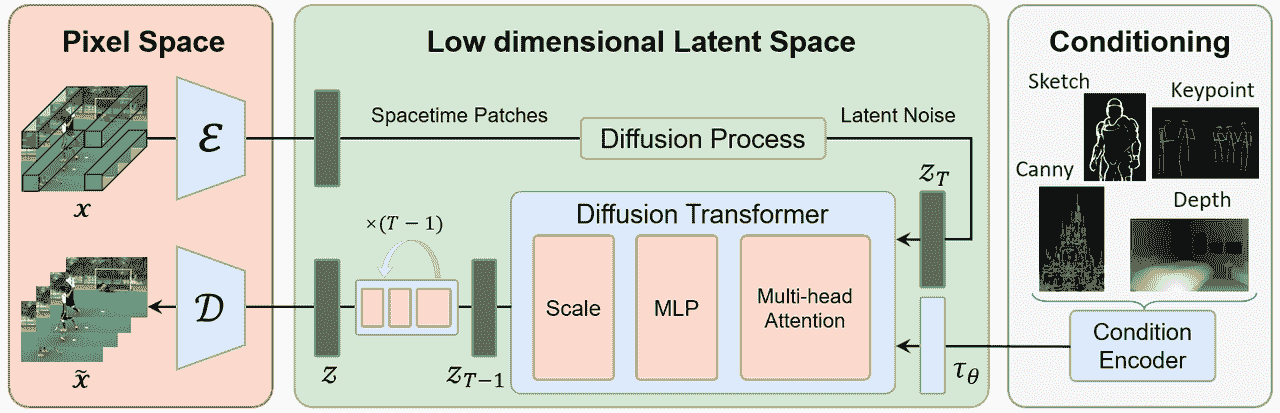 Pixel Space
Low dimensional Latent Space
Conditioning
Sketch
Keypoint
Canny
Depth
Condition
Encoder
x
ℰ
Spacetime Patches
Diffusion Process
Latent Noise
z_T
Diffusion Transformer
Scale
MLP
Multi-head
Attention
τ_θ
z_{T−1}
×(T − 1)
z
𝒟
x̃